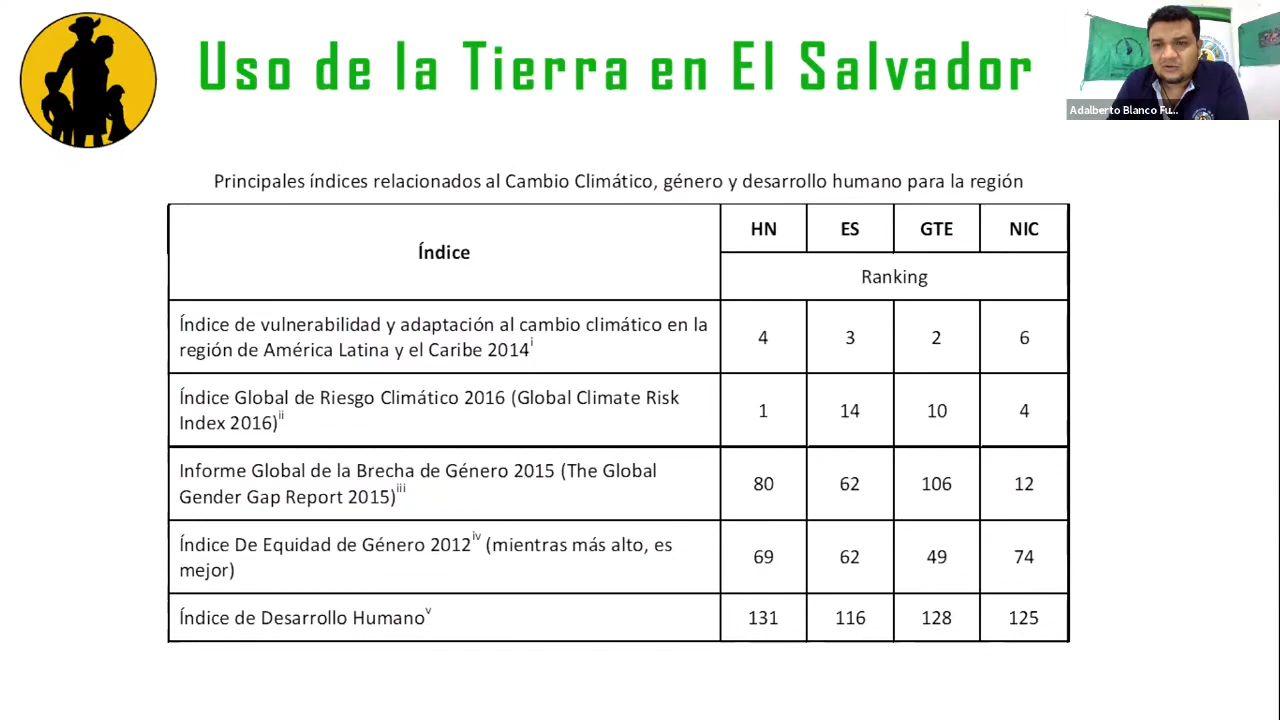 Uso de la Tierra en El Salvador
Adalberto Blanco Fu...
Principales índices relacionados al Cambio Climático, género y desarrollo humano para la región
Índice
HN ES GTE NIC
Ranking
Índice de vulnerabilidad y adaptación al cambio climático en la
región de América Latina y el Caribe 2014i
4 3 2 6
Índice Global de Riesgo Climático 2016 (Global Climate Risk
Index 2016)ii
1 14 10 4
Informe Global de la Brecha de Género 2015 (The Global
Gender Gap Report 2015)iii
80 62 106 12
Índice De Equidad de Género 2012iv (mientras más alto, es
mejor)
69 62 49 74
Índice de Desarrollo Humanov
131 116 128 125